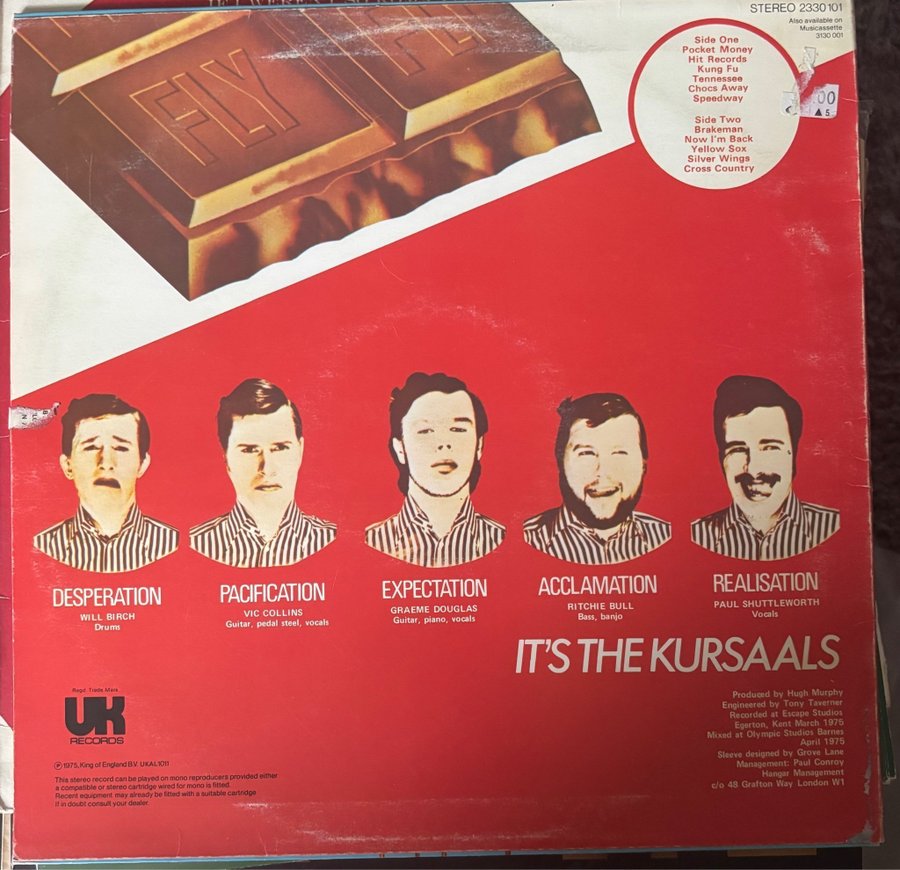 STEREO 2330101
Also available on
Musicassette
3130 001
FLY
FL
Side One
Pocket Money
Hit Records
Kung Fu
Tennessee
Chocs Away
Speedway
Side Two
Brakeman
Now I'm Back
Yellow Sox
Silver Wings
Cross Country
00
5
DESPERATION
WILL BIRCH
Drums
PACIFICATION
VIC COLLINS
Guitar, pedal steel, vocals
EXPECTATION
GRAEME DOUGLAS
Guitar, piano, vocals
ACCLAMATION
RITCHIE BULL
Bass, banjo
REALISATION
PAUL SHUTTLEWORTH
Vocals
IT'S THE KURSAALS
Regd Trade Mark
UK
RECORDS
Ⓟ 1975, King of England B.V. UKAL1011
This stereo record can be played on mono reproducers provided either
a compatible or stereo cartridge wired for mono is fitted.
Recent equipment may already be fitted with a suitable cartridge
If in doubt consult your dealer.
Produced by Hugh Murphy
Engineered by Tony Taverner
Recorded at Escape Studios
Egerton, Kent March 1975
Mixed at Olympic Studios Barnes
April 1975
Sleeve designed by Grove Lane
Management: Paul Conroy
Hangar Management
c/o 48 Grafton Way London W1